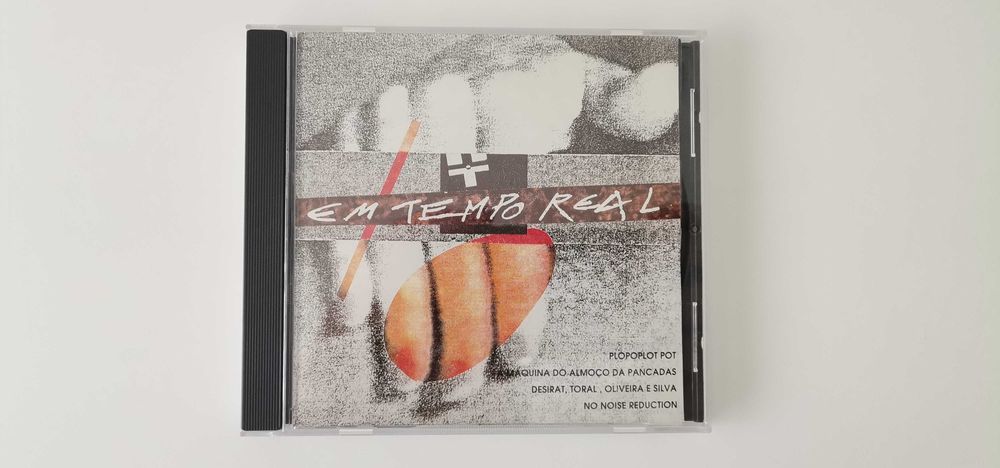 EM TEMPO REAL
PLOPOPLOT POT
A MÁQUINA DO ALMOÇO DA PANCADAS
DESIRAT, TORAL , OLIVEIRA E SILVA
NO NOISE REDUCTION